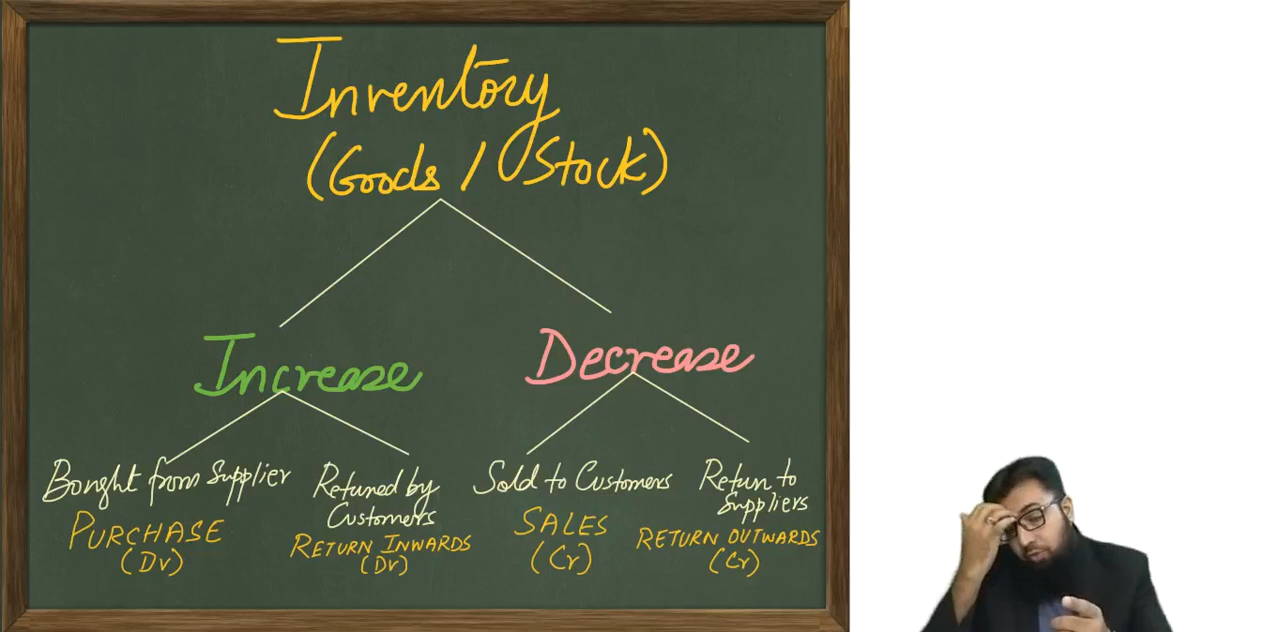 Inventory
(Goods / Stock)
Increase
Decrease
Bought from Supplier
PURCHASE
(Dr)
Retuned by
Customers
RETURN INWARDS
(Dr)
Sold to Customers
SALES
(Cr)
Return to
Suppliers
RETURN OUTWARDS
(Cr)